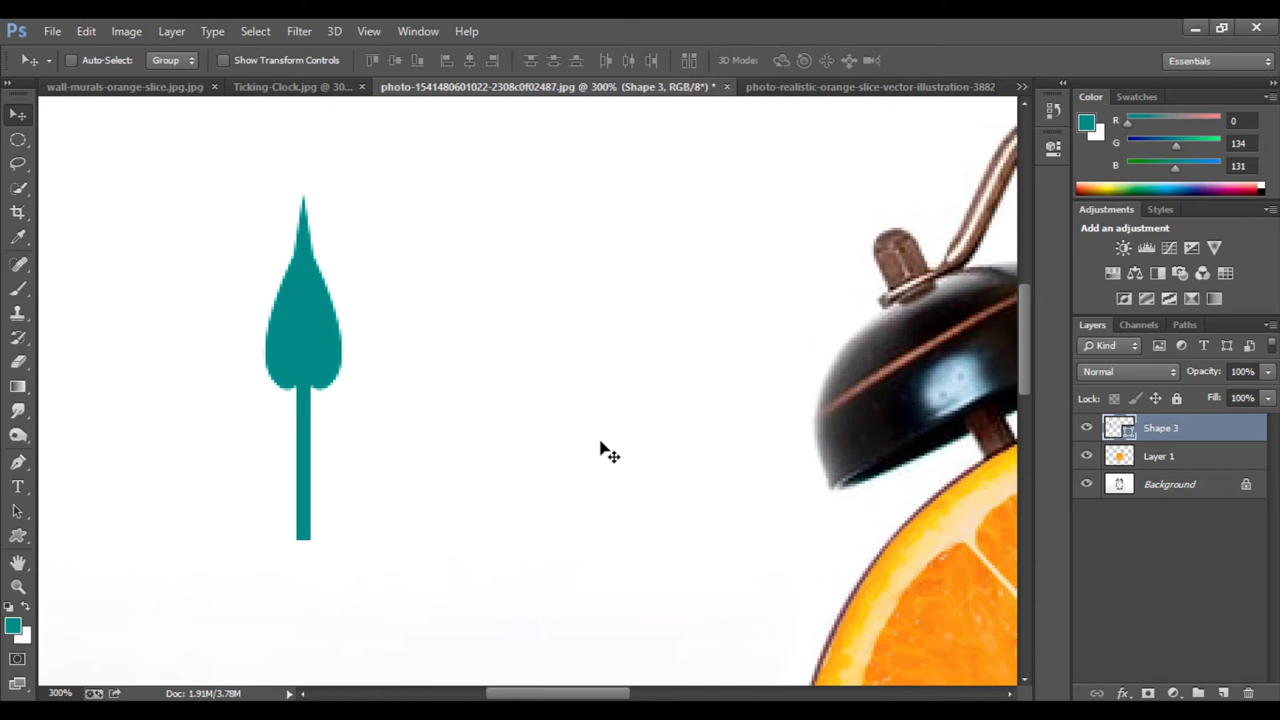 Ps File Edit Image Layer Type Select Filter 3D View Window Help
Auto-Select: Group Show Transform Controls 3D Mode: Essentials
wall-murals-orange-slice.jpg.jpg × Ticking-Clock.jpg @ 30... × photo-1541480601022-2308c0f02487.jpg @ 300% (Shape 3, RGB/8*) * × photo-realistic-orange-slice-vector-illustration-3882
Color Swatches
R 0
G 134
B 131
Adjustments Styles
Add an adjustment
Layers Channels Paths
Kind
Normal Opacity: 100%
Lock: Fill: 100%
Shape 3
Layer 1
Background
300% Doc: 1.91M/3.78M